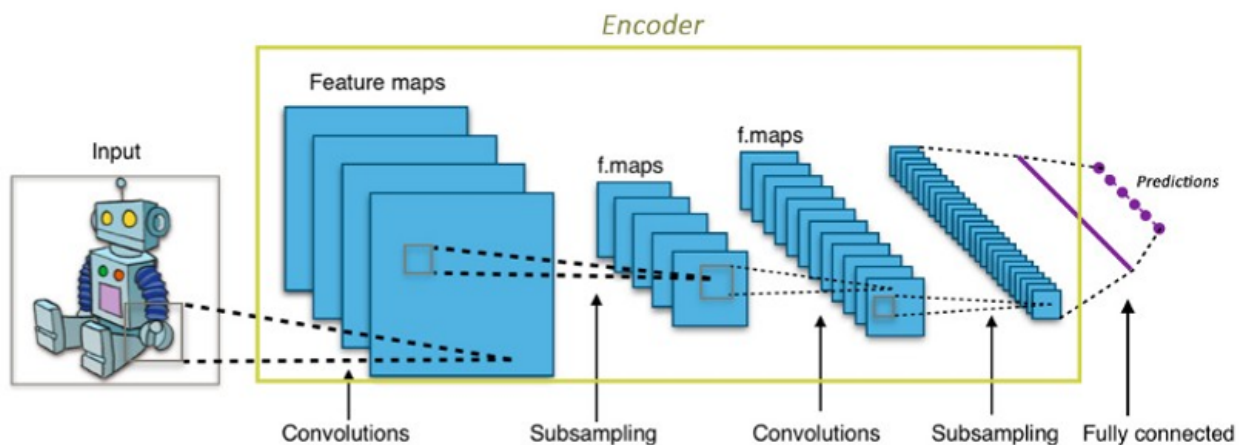 Encoder
Feature maps
Input
f.maps
f.maps
Predictions
Convolutions
Subsampling
Convolutions
Subsampling
Fully connected